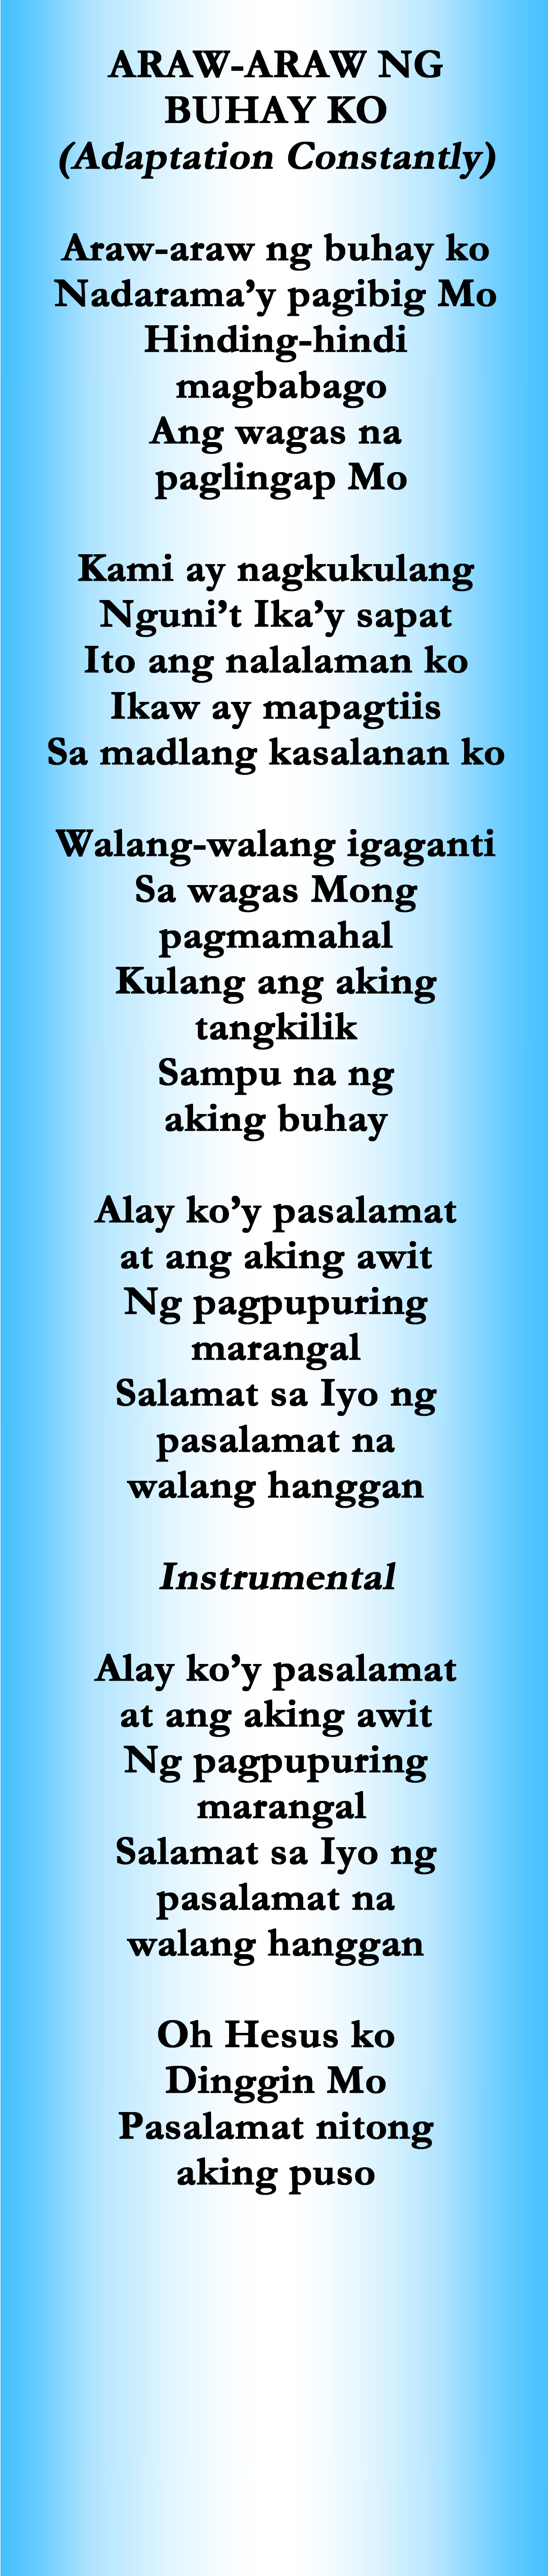 ARAW-ARAW NG
BUHAY KO
(Adaptation Constantly)
Araw-araw ng buhay ko
Nadarama’y pagibig Mo
Hinding-hindi
magbabago
Ang wagas na
paglingap Mo
Kami ay nagkukulang
Nguni’t Ika’y sapat
Ito ang nalalaman ko
Ikaw ay mapagtiis
Sa madlang kasalanan ko
Walang-walang igaganti
Sa wagas Mong
pagmamahal
Kulang ang aking
tangkilik
Sampu na ng
aking buhay
Alay ko’y pasalamat
at ang aking awit
Ng pagpupuring
marangal
Salamat sa Iyo ng
pasalamat na
walang hanggan
Instrumental
Alay ko’y pasalamat
at ang aking awit
Ng pagpupuring
marangal
Salamat sa Iyo ng
pasalamat na
walang hanggan
Oh Hesus ko
Dinggin Mo
Pasalamat nitong
aking puso